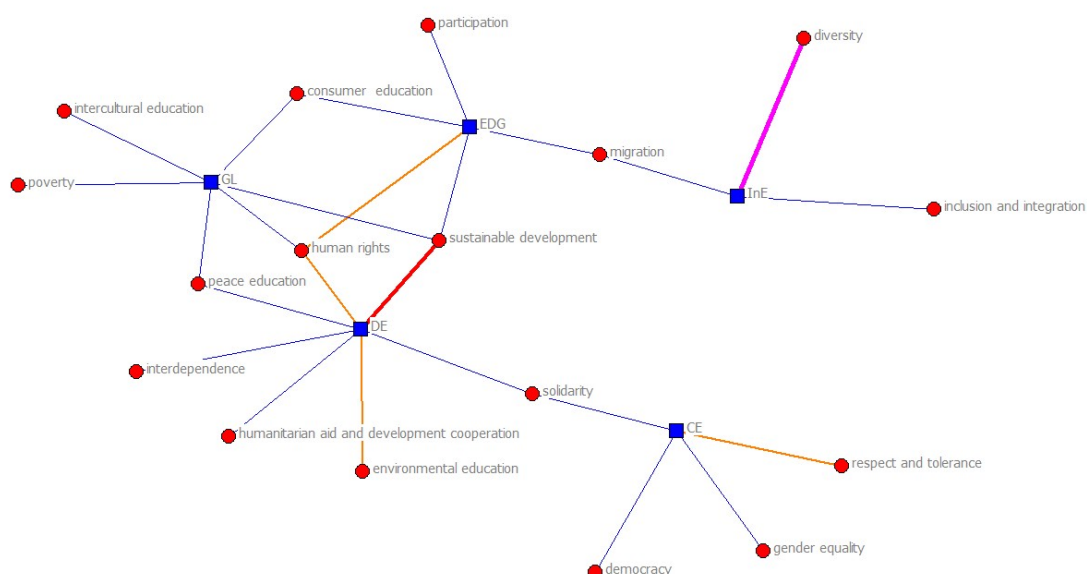 participation
diversity
consumer education
intercultural education
EDG
migration
poverty
GL
InE
inclusion and integration
sustainable development
human rights
peace education
DE
interdependence
solidarity
humanitarian aid and development cooperation
CE
environmental education
respect and tolerance
gender equality
democracy